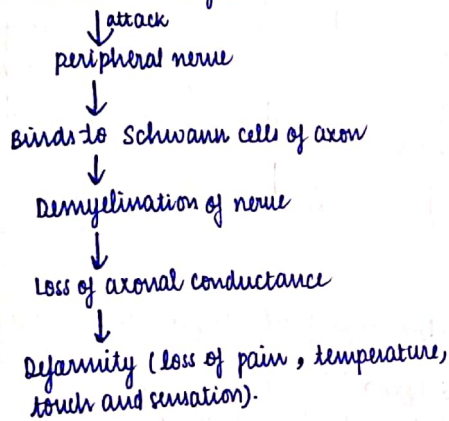 attack
peripheral nerve
Binds to Schwann cells of axon
Demyelination of nerve
Loss of axonal conductance
Deformity (loss of pain, temperature,
touch and sensation).